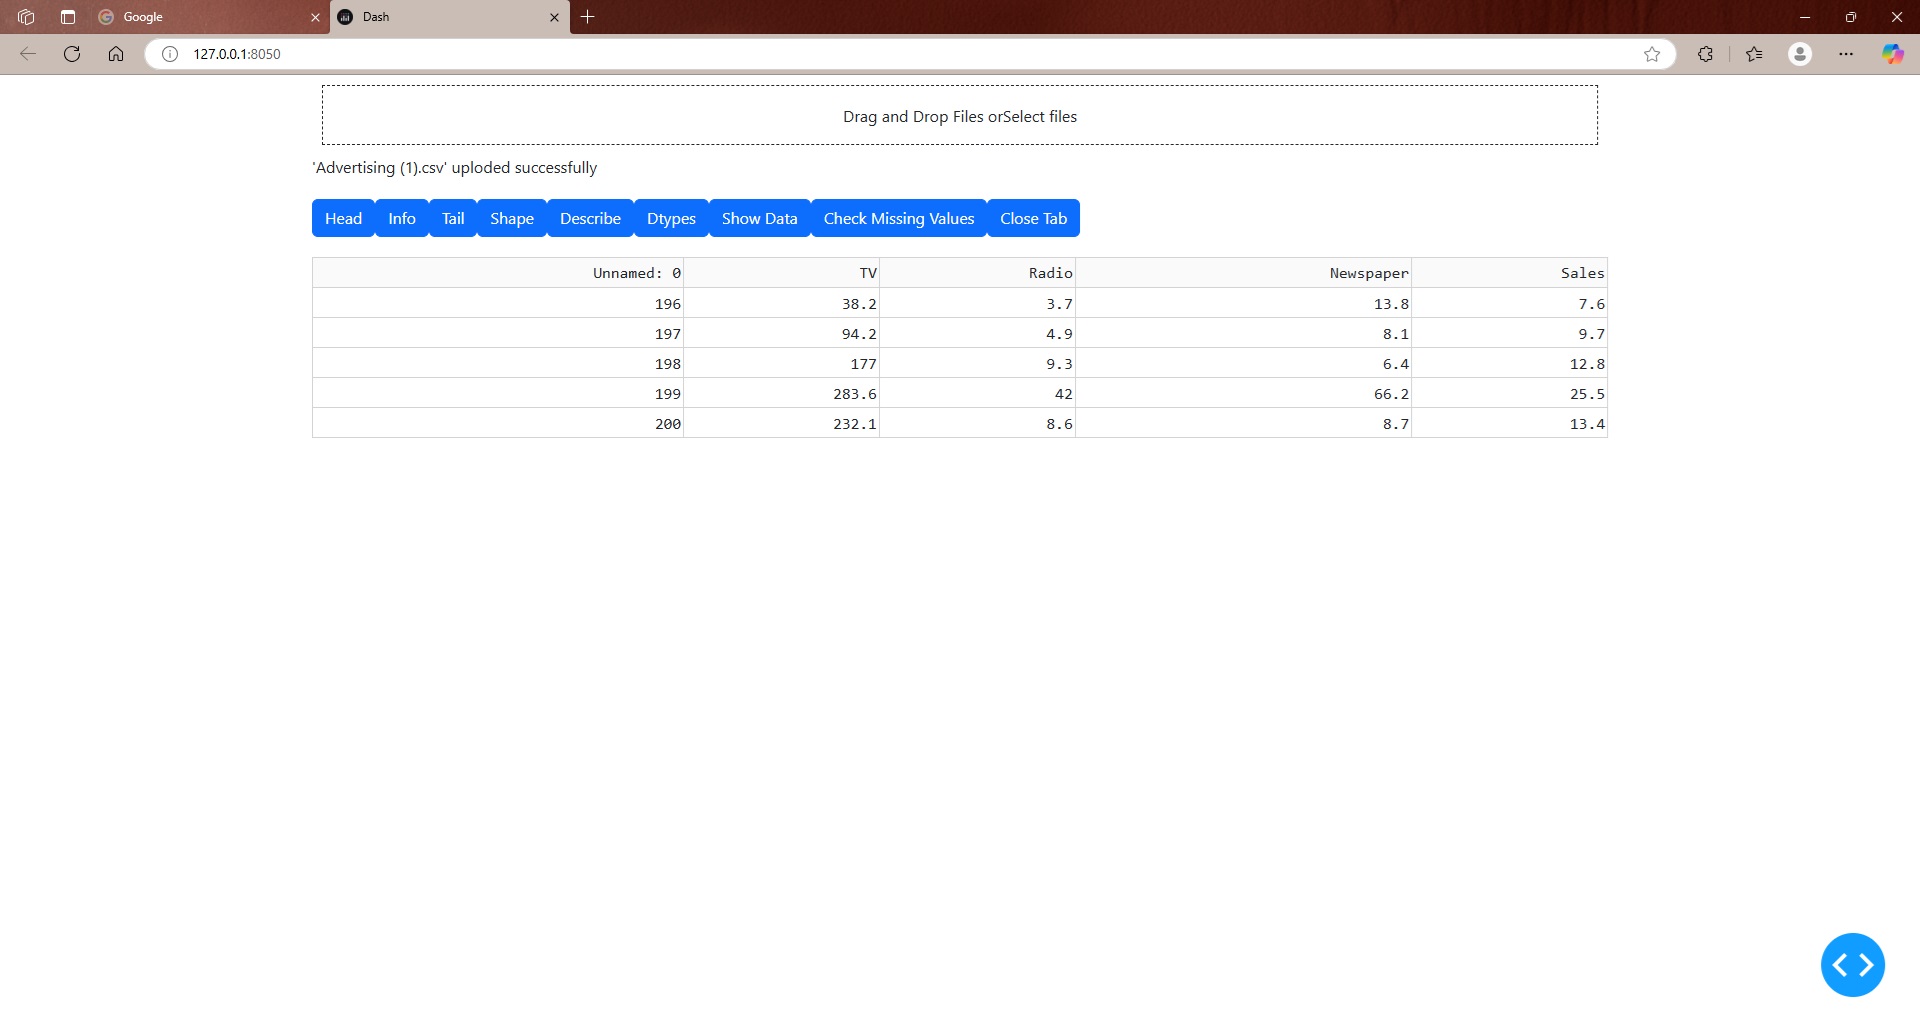 Google
Dash
127.0.0.1:8050
Drag and Drop Files orSelect files
'Advertising (1).csv' uploded successfully
Head Info Tail Shape Describe Dtypes Show Data Check Missing Values Close Tab
Unnamed: 0 TV Radio Newspaper Sales
196 38.2 3.7 13.8 7.6
197 94.2 4.9 8.1 9.7
198 177 9.3 6.4 12.8
199 283.6 42 66.2 25.5
200 232.1 8.6 8.7 13.4